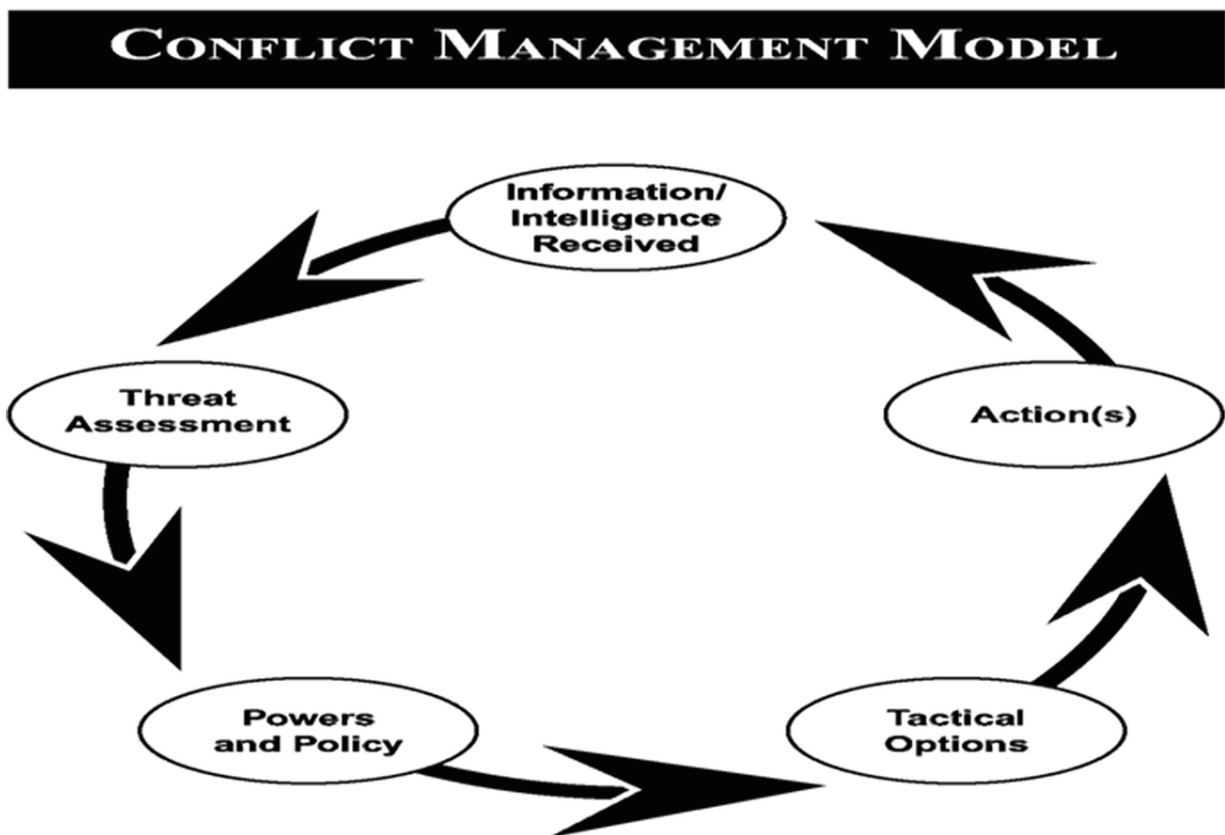 CONFLICT MANAGEMENT MODEL
Information/
Intelligence
Received
Threat
Assessment
Powers
and Policy
Tactical
Options
Action(s)